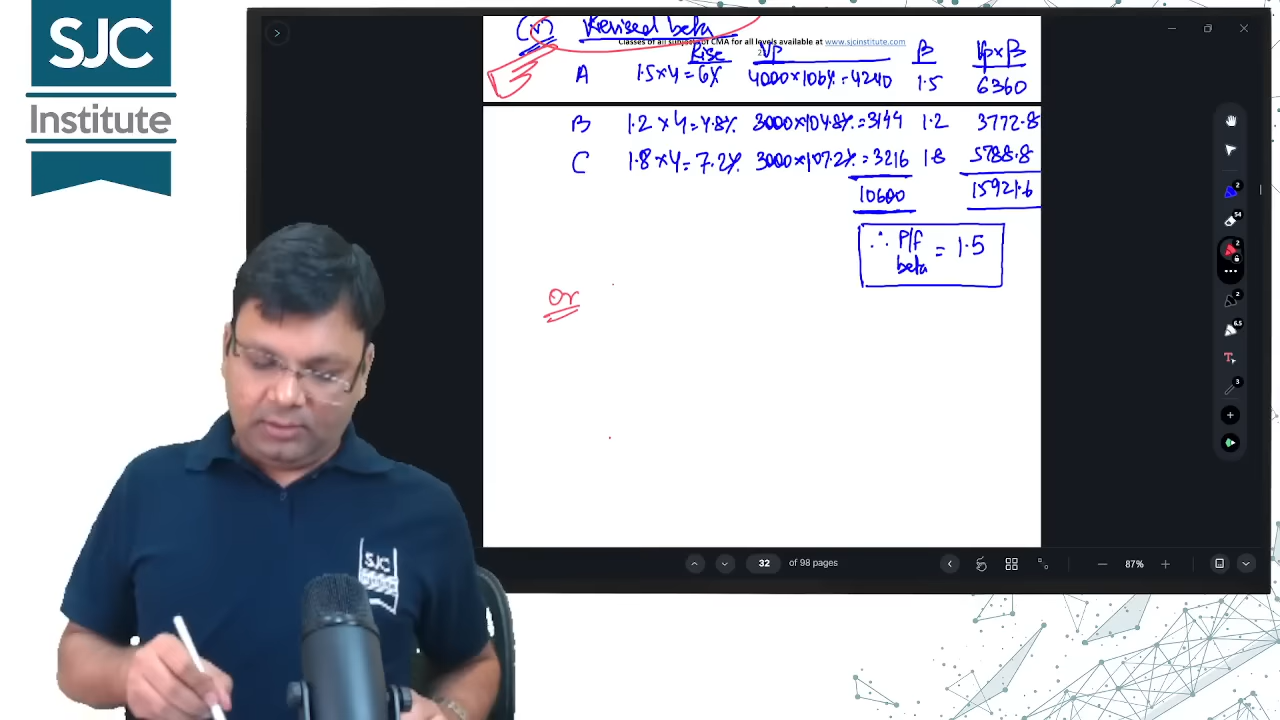 SJC
Institute
(v) Revised beta
Classes of all subjects of CMA for all levels available at www.sjcinstitute.com
Rise Vp β Vp×β
A 1.5×4=6% 4000×106%=4240 1.5 6360
B 1.2×4=4.8% 3000×104.8%=3144 1.2 3772.8
C 1.8×4=7.2% 3000×107.2%=3216 1.8 5788.8
10600 15921.6
∴ P/f beta = 1.5
Or
SJC
32 of 98 pages
87%